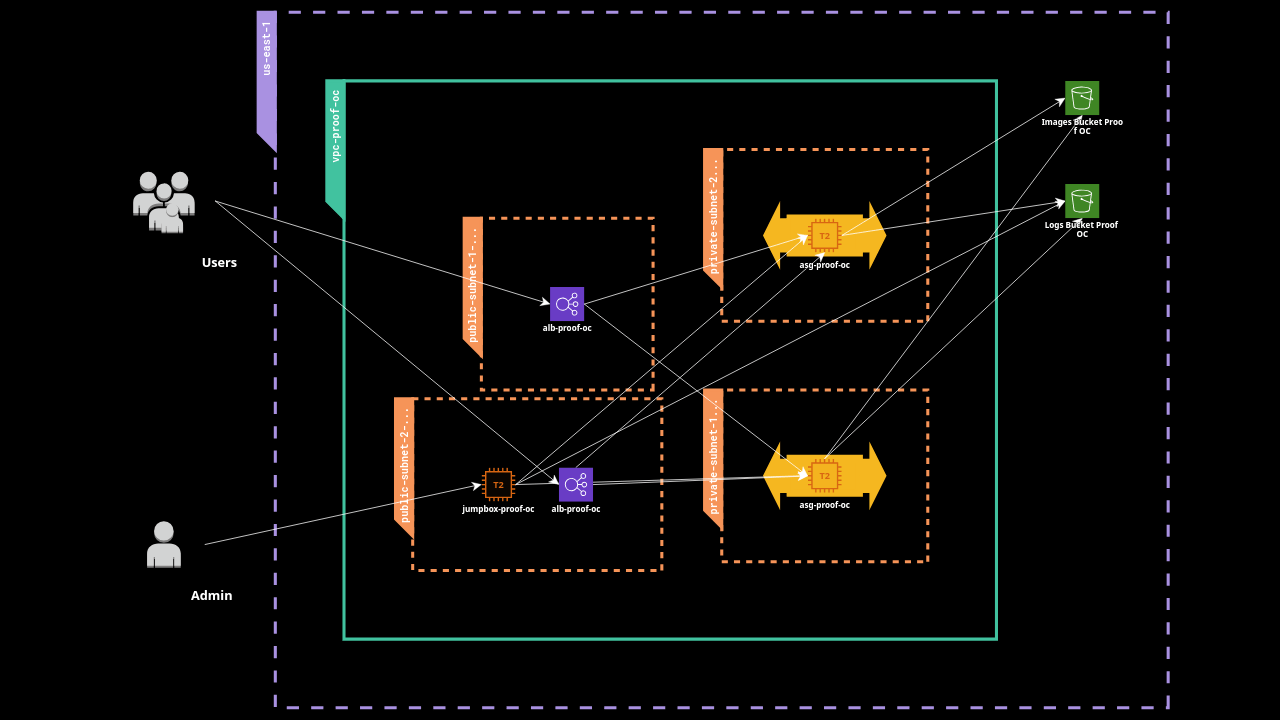 us-east-1
vpc-proof-oc
Images Bucket Proo
f OC
private-subnet-2...
T2
asg-proof-oc
Logs Bucket Proof
OC
Users
public-subnet-1-...
alb-proof-oc
public-subnet-2-...
T2
jumpbox-proof-oc
alb-proof-oc
private-subnet-1...
T2
asg-proof-oc
Admin